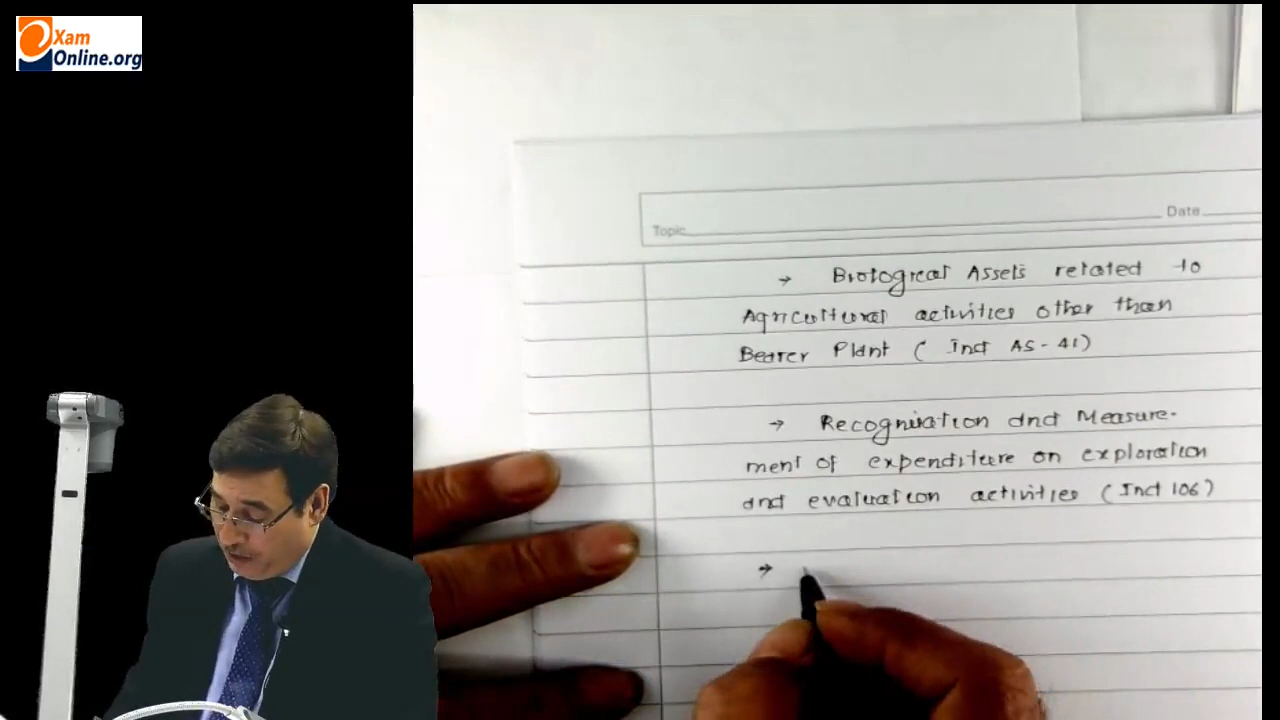 Xam
Online.org
Topic
Date
→ Biological Assets related to
Agricultural activities other than
Bearer Plant ( Ind AS - 41)
→ Recognisation and Measure-
ment of expenditure on exploration
and evaluation activities (Ind 106)
→